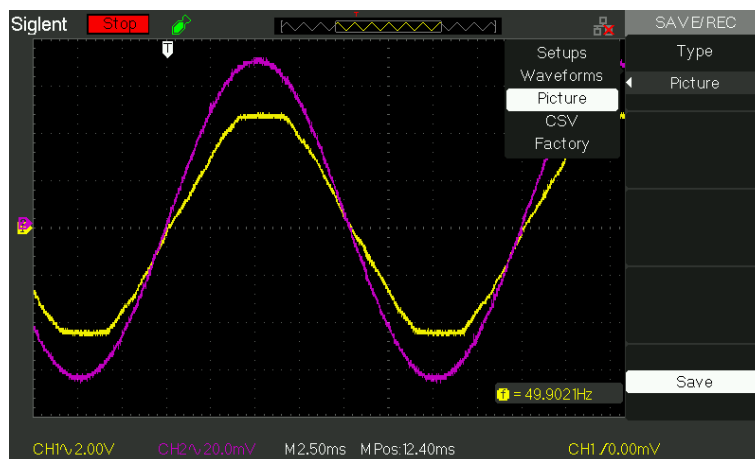 Siglent Stop SAVE/REC
T
Type
Picture
Setups
Waveforms
Picture
CSV
Factory
Save
f = 49.9021Hz
CH1∿2.00V CH2∿20.0mV M2.50ms MPos:12.40ms CH1 /0.00mV